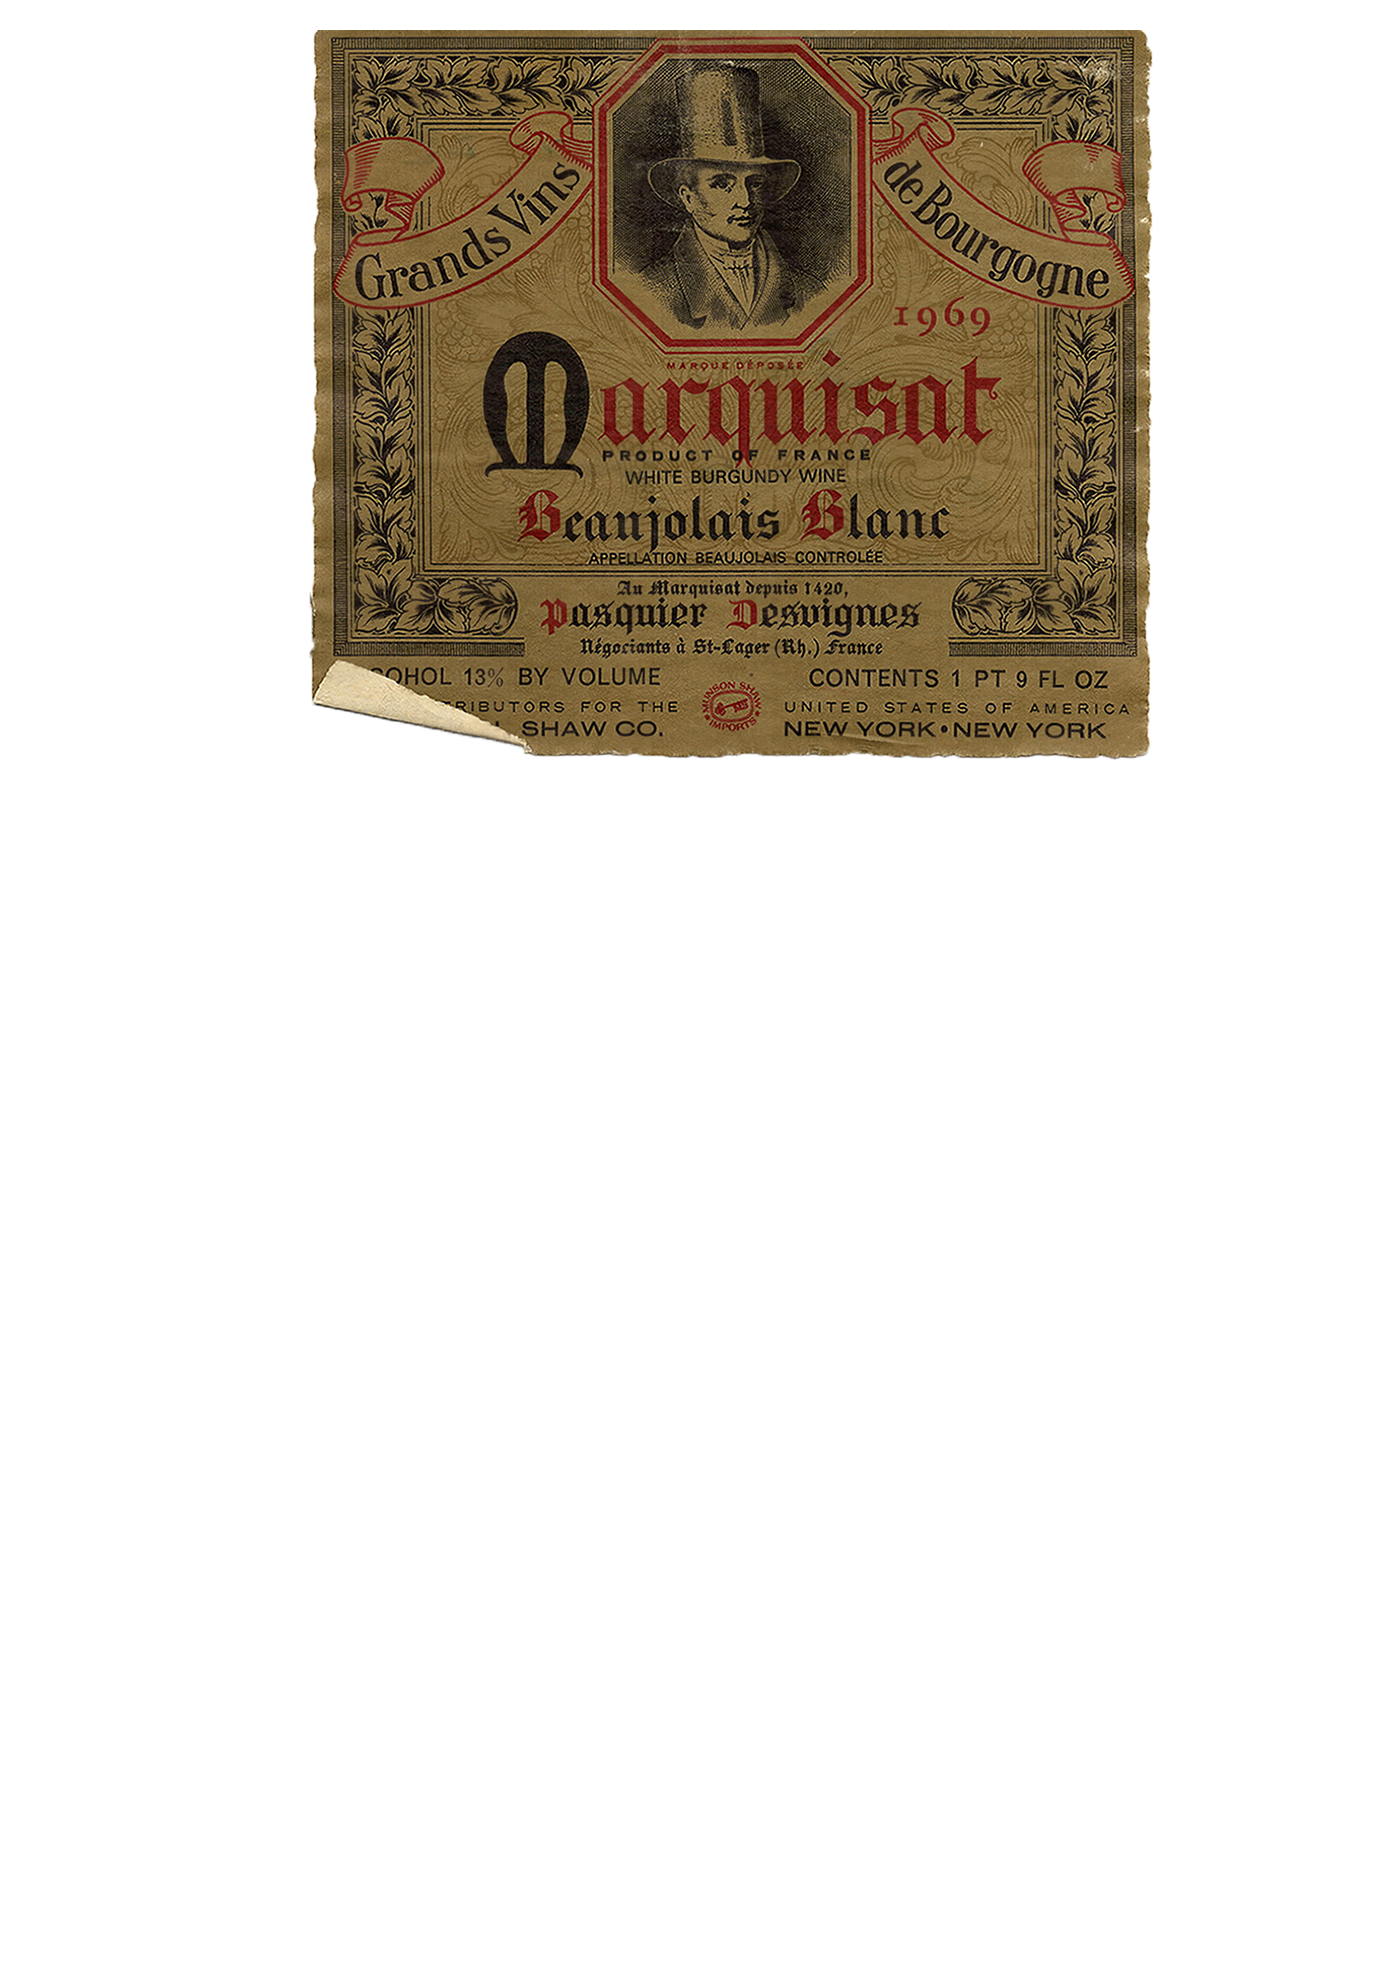 Grands Vins
de Bourgogne
1969
MARQUE DÉPOSÉE
Marquisat
PRODUCT OF FRANCE
WHITE BURGUNDY WINE
Beaujolais Blanc
APPELLATION BEAUJOLAIS CONTROLÉE
Au Marquisat depuis 1420,
Pasquier Desvignes
Négociants à St-Lager (Rh.) France
OHOL 13% BY VOLUME
CONTENTS 1 PT 9 FL OZ
TRIBUTORS FOR THE
UNITED STATES OF AMERICA
SHAW CO.
NEW YORK • NEW YORK
MUNSON SHAW
IMPORTS